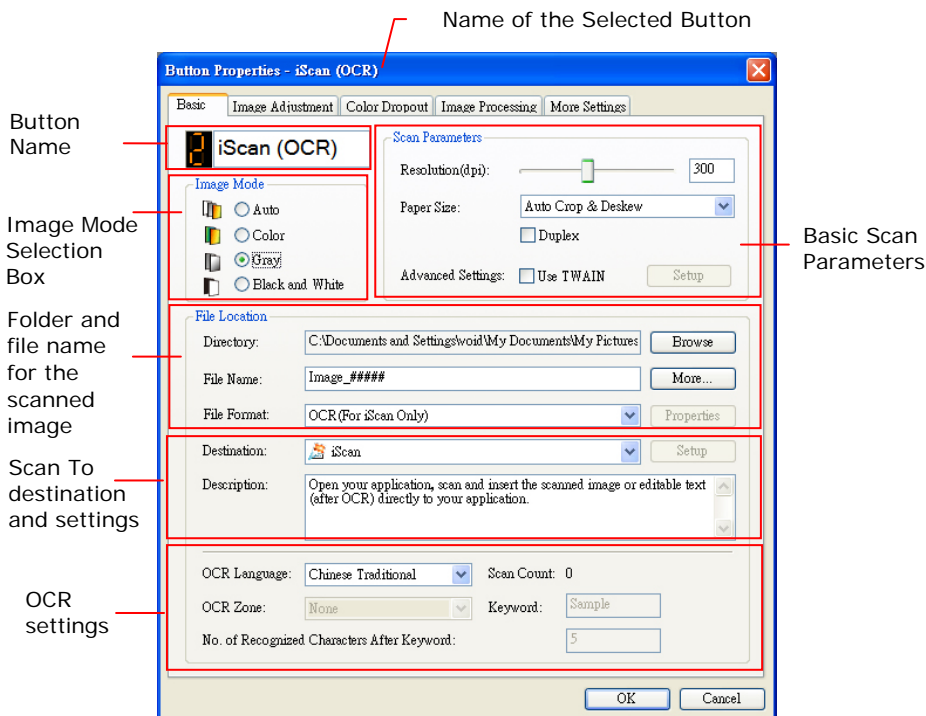 Name of the Selected Button
Button Properties - iScan (OCR)
Basic
Image Adjustment
Color Dropout
Image Processing
More Settings
Button
Name
2
iScan (OCR)
Image Mode
Auto
Color
Gray
Black and White
Image Mode
Selection
Box
Scan Parameters
Resolution(dpi):
300
Paper Size:
Auto Crop & Deskew
Duplex
Advanced Settings:
Use TWAIN
Setup
Basic Scan
Parameters
Folder and
file name
for the
scanned
image
File Location
Directory:
C:\Documents and Settings\void\My Documents\My Pictures
Browse
File Name:
Image_#####
More...
File Format:
OCR(For iScan Only)
Properties
Scan To
destination
and settings
Destination:
iScan
Setup
Description:
Open your application, scan and insert the scanned image or editable text
(after OCR) directly to your application.
OCR
settings
OCR Language:
Chinese Traditional
Scan Count: 0
OCR Zone:
None
Keyword:
Sample
No. of Recognized Characters After Keyword:
5
OK
Cancel